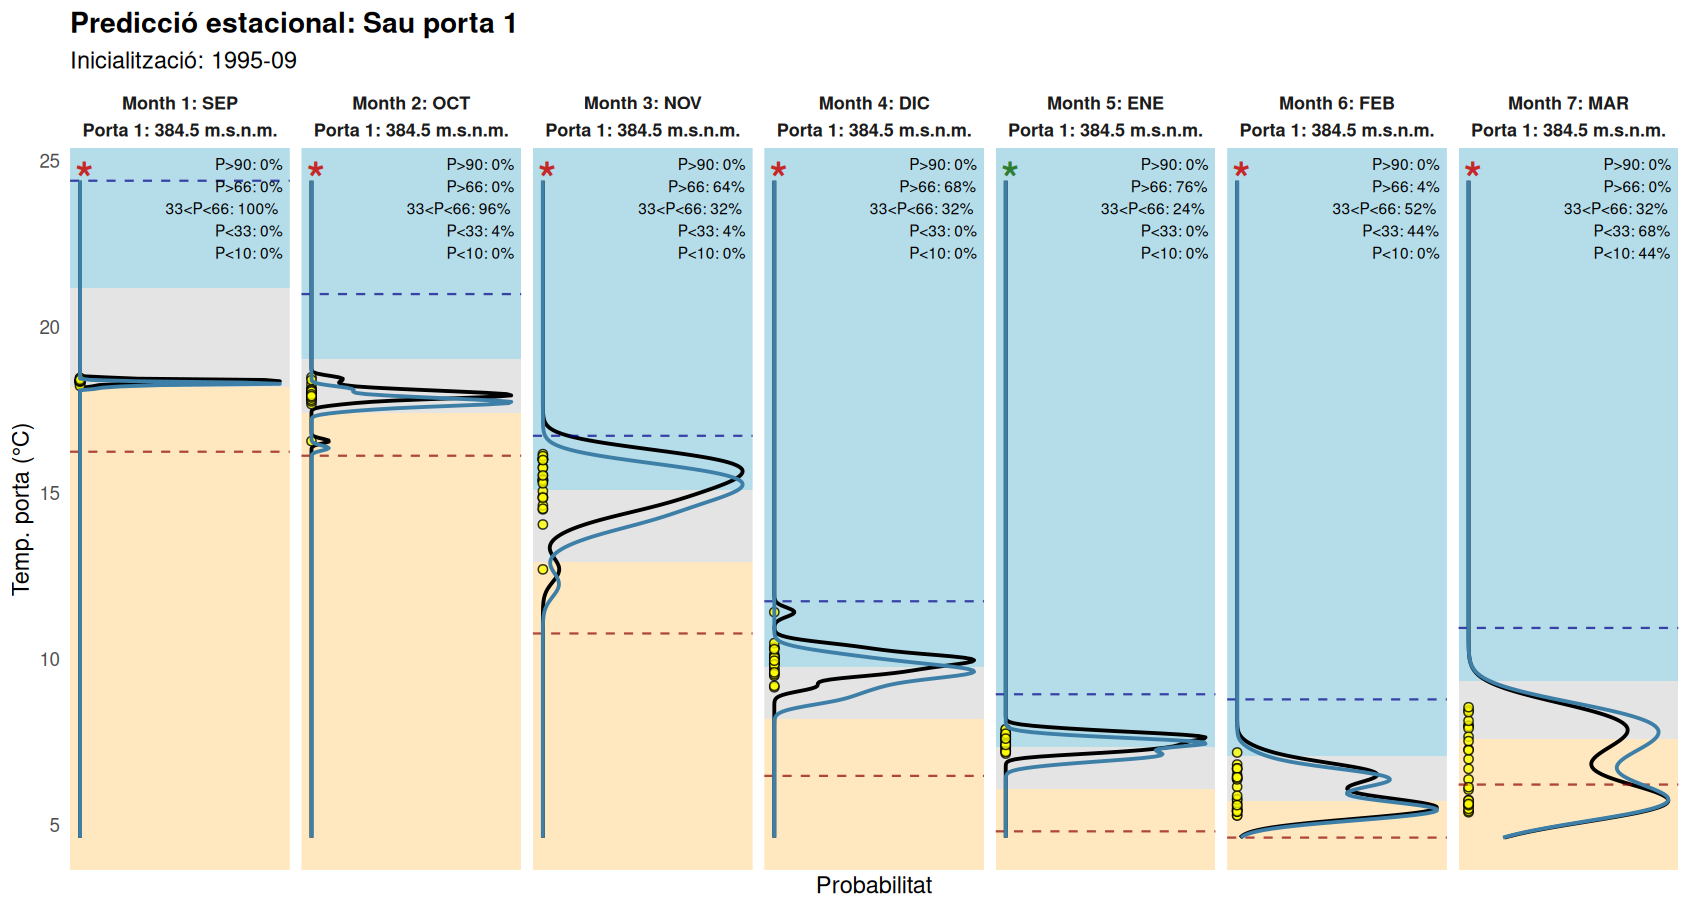 Predicció estacional: Sau porta 1
Inicialització: 1995-09
Month 1: SEP
Porta 1: 384.5 m.s.n.m.
Month 2: OCT
Porta 1: 384.5 m.s.n.m.
Month 3: NOV
Porta 1: 384.5 m.s.n.m.
Month 4: DIC
Porta 1: 384.5 m.s.n.m.
Month 5: ENE
Porta 1: 384.5 m.s.n.m.
Month 6: FEB
Porta 1: 384.5 m.s.n.m.
Month 7: MAR
Porta 1: 384.5 m.s.n.m.
*
P>90: 0%
P>66: 0%
33<P<66: 100%
P<33: 0%
P<10: 0%
*
P>90: 0%
P>66: 0%
33<P<66: 96%
P<33: 4%
P<10: 0%
*
P>90: 0%
P>66: 64%
33<P<66: 32%
P<33: 4%
P<10: 0%
*
P>90: 0%
P>66: 68%
33<P<66: 32%
P<33: 0%
P<10: 0%
*
P>90: 0%
P>66: 76%
33<P<66: 24%
P<33: 0%
P<10: 0%
*
P>90: 0%
P>66: 4%
33<P<66: 52%
P<33: 44%
P<10: 0%
*
P>90: 0%
P>66: 0%
33<P<66: 32%
P<33: 68%
P<10: 44%
25
20
15
10
5
Temp. porta (°C)
Probabilitat